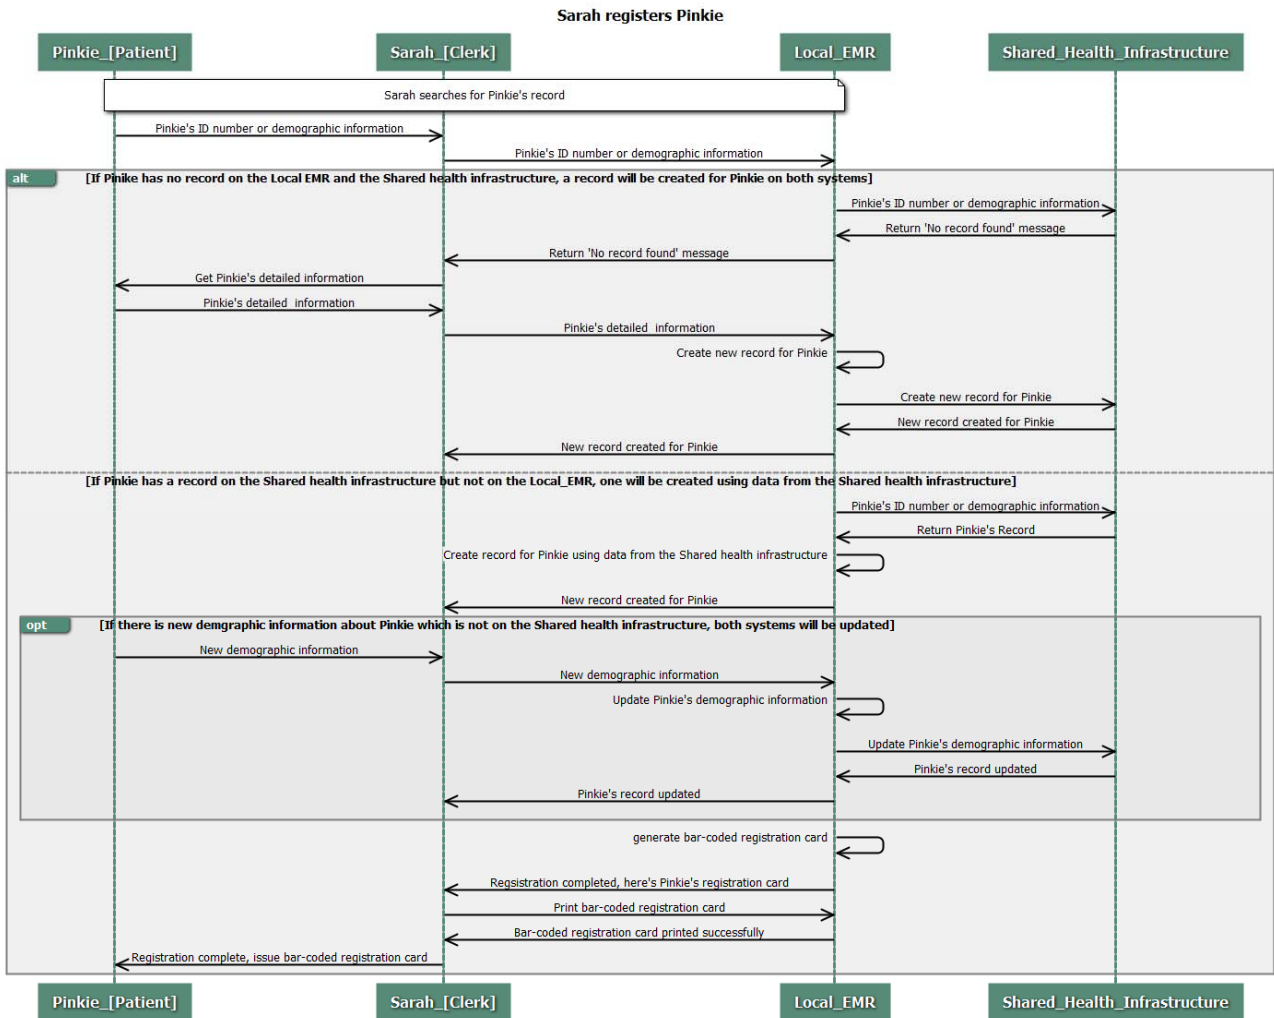 Sarah registers Pinkie
Pinkie_[Patient] Sarah_[Clerk] Local_EMR Shared_Health_Infrastructure
Sarah searches for Pinkie's record
Pinkie's ID number or demographic information
Pinkie's ID number or demographic information
alt [If Pinike has no record on the Local EMR and the Shared health infrastructure, a record will be created for Pinkie on both systems]
Pinkie's ID number or demographic information
Return 'No record found' message
Return 'No record found' message
Get Pinkie's detailed information
Pinkie's detailed  information
Pinkie's detailed  information
Create new record for Pinkie
Create new record for Pinkie
New record created for Pinkie
New record created for Pinkie
[If Pinkie has a record on the Shared health infrastructure but not on the Local_EMR, one will be created using data from the Shared health infrastructure]
Pinkie's ID number or demographic information
Return Pinkie's Record
Create record for Pinkie using data from the Shared health infrastructure
New record created for Pinkie
opt [If there is new demgraphic information about Pinkie which is not on the Shared health infrastructure, both systems will be updated]
New demographic information
New demographic information
Update Pinkie's demographic information
Update Pinkie's demographic information
Pinkie's record updated
Pinkie's record updated
generate bar-coded registration card
Regsistration completed, here's Pinkie's registration card
Print bar-coded registration card
Bar-coded registration card printed successfully
Registration complete, issue bar-coded registration card
Pinkie_[Patient] Sarah_[Clerk] Local_EMR Shared_Health_Infrastructure